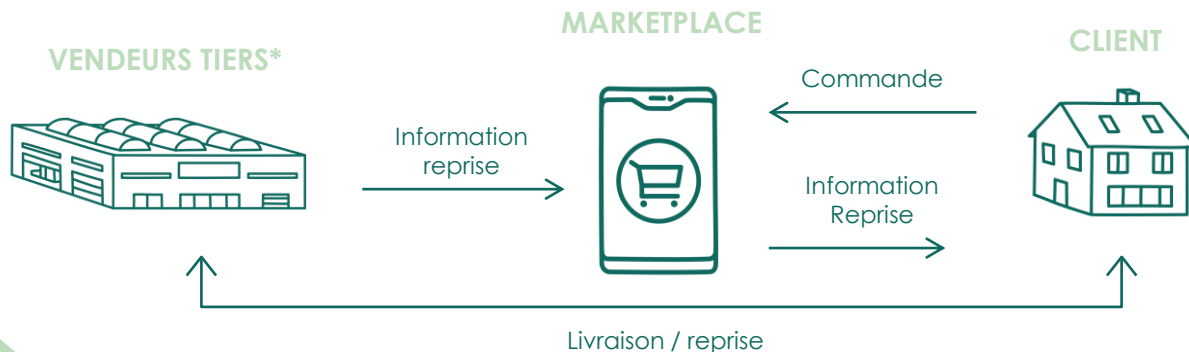 MARKETPLACE
VENDEURS TIERS*
CLIENT
Commande
Information
reprise
Information
Reprise
Livraison / reprise